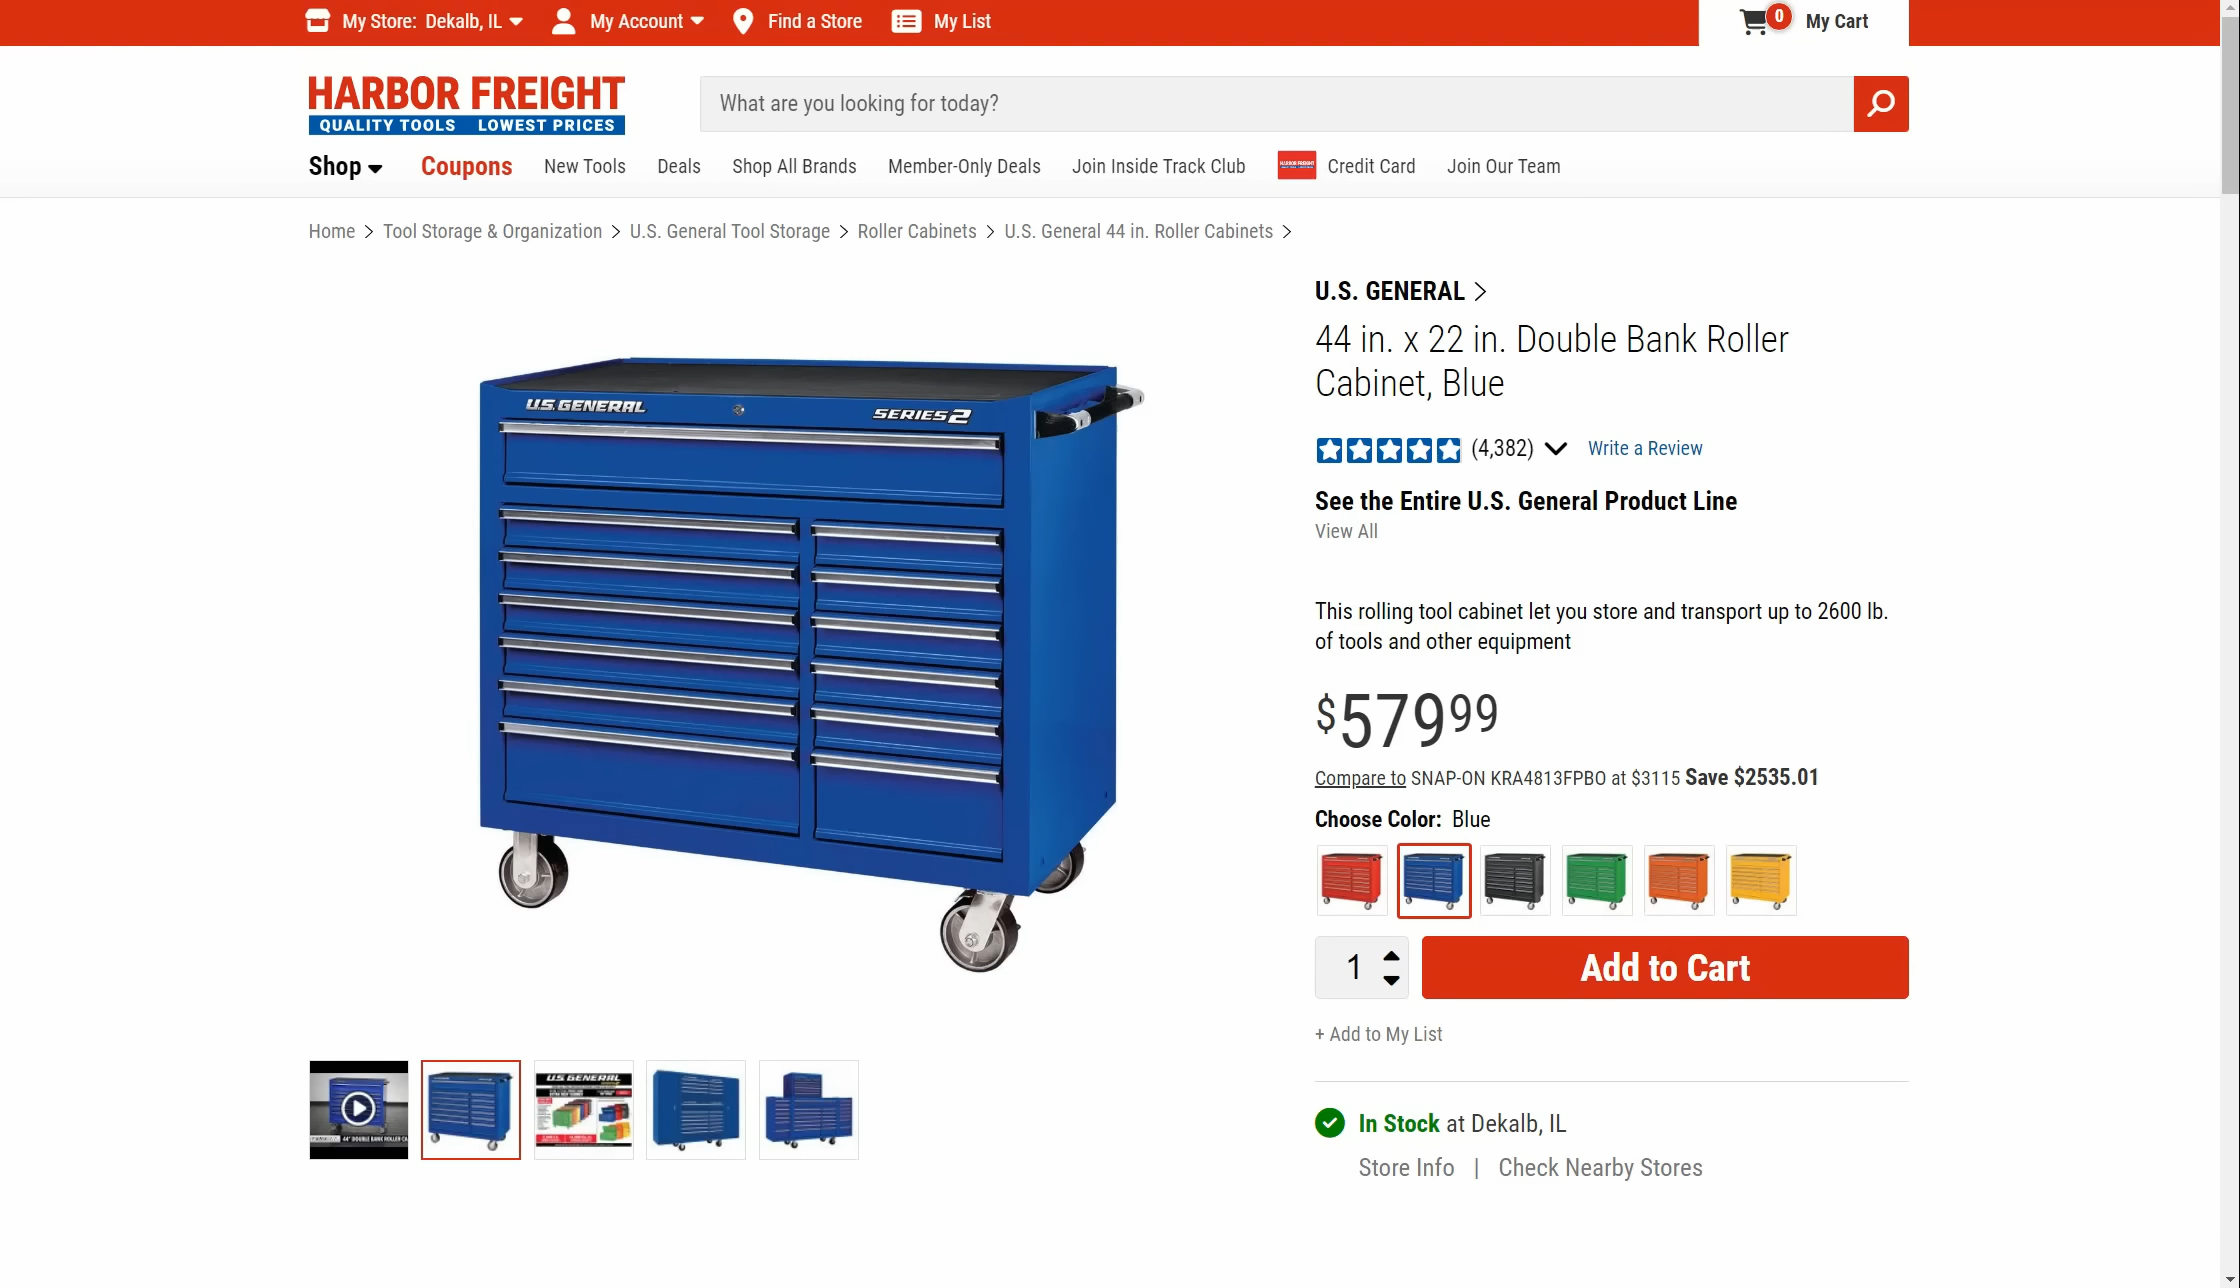 My Store: Dekalb, IL
My Account
Find a Store
My List
0
My Cart
HARBOR FREIGHT
QUALITY TOOLS LOWEST PRICES
What are you looking for today?
Shop
Coupons
New Tools
Deals
Shop All Brands
Member-Only Deals
Join Inside Track Club
Credit Card
Join Our Team
Home > Tool Storage & Organization > U.S. General Tool Storage > Roller Cabinets > U.S. General 44 in. Roller Cabinets >
U.S. GENERAL >
44 in. x 22 in. Double Bank Roller
Cabinet, Blue
(4,382)
Write a Review
See the Entire U.S. General Product Line
View All
This rolling tool cabinet let you store and transport up to 2600 lb.
of tools and other equipment
$579 99
Compare to SNAP-ON KRA4813FPBO at $3115 Save $2535.01
Choose Color: Blue
1
Add to Cart
+ Add to My List
In Stock at Dekalb, IL
Store Info | Check Nearby Stores
U.S. GENERAL
SERIES 2
U.S. GENERAL
44" DOUBLE BANK ROLLER CA